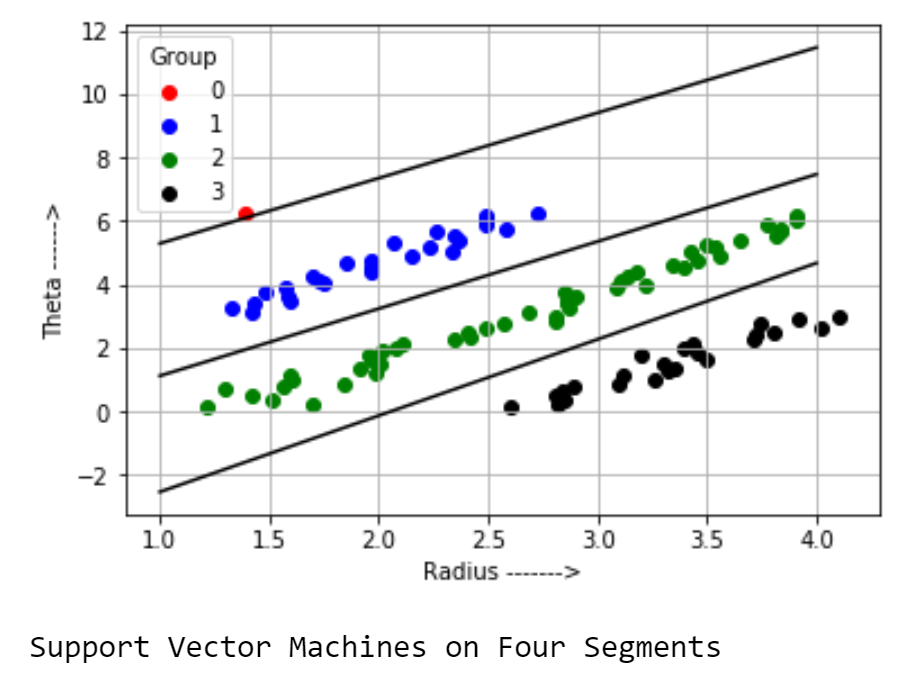 12
10
8
6
4
2
0
−2
Theta ------>
Group
0
1
2
3
1.0 1.5 2.0 2.5 3.0 3.5 4.0
Radius ------->
Support Vector Machines on Four Segments